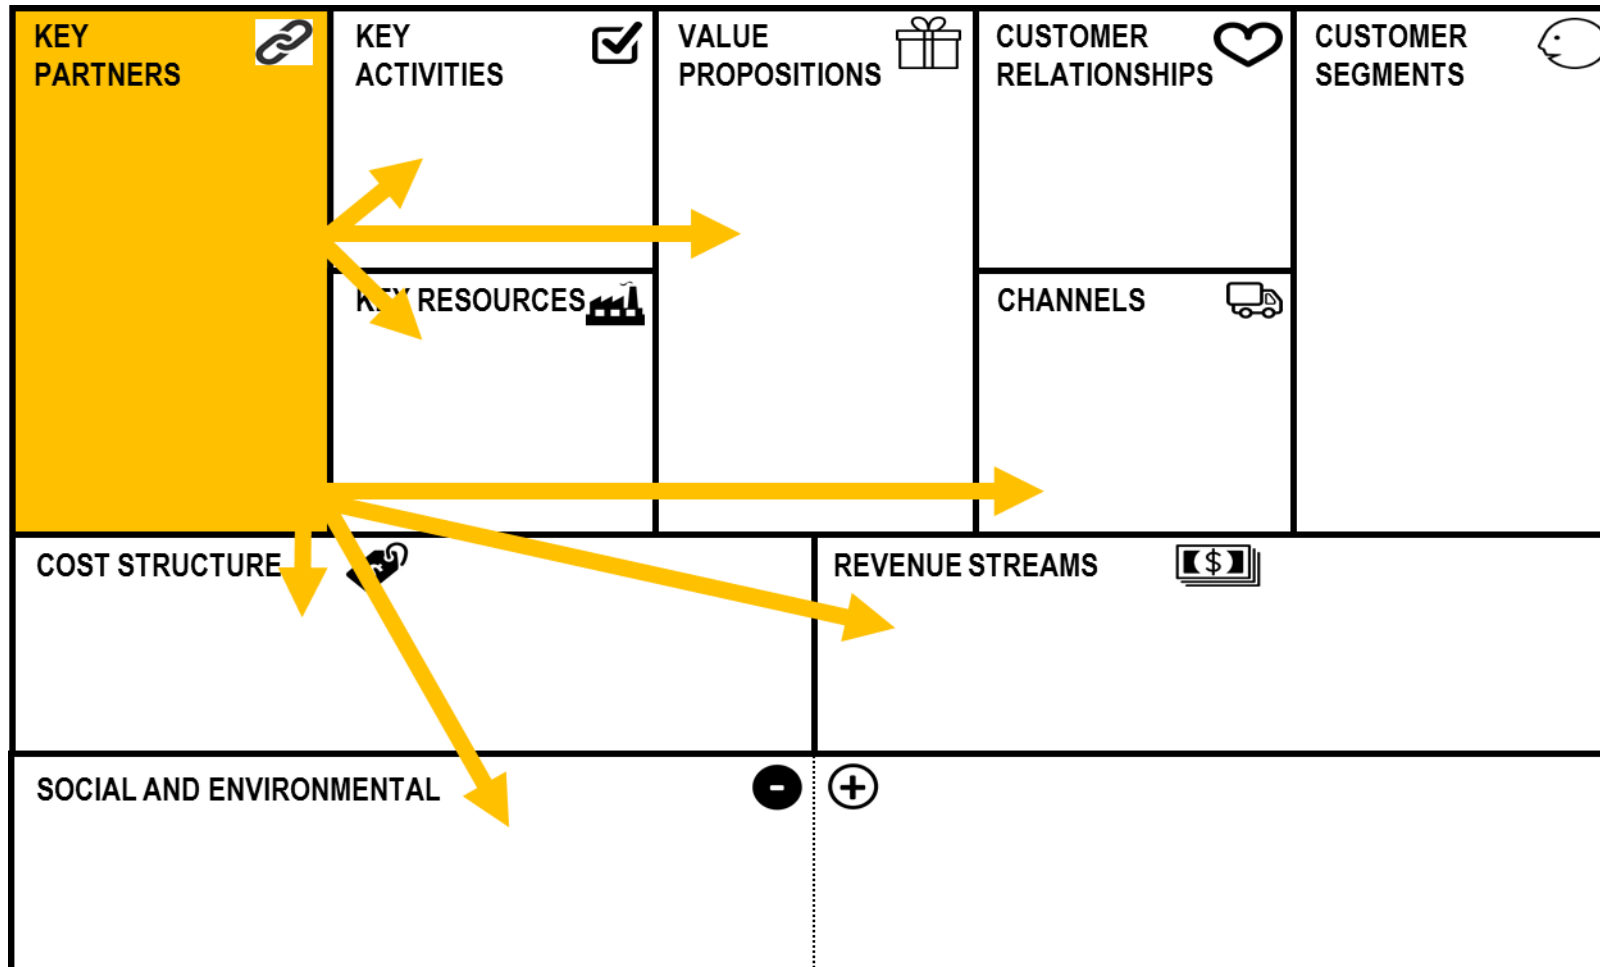 KEY
PARTNERS
KEY
ACTIVITIES
VALUE
PROPOSITIONS
CUSTOMER
RELATIONSHIPS
CUSTOMER
SEGMENTS
KEY RESOURCES
CHANNELS
COST STRUCTURE
REVENUE STREAMS
$
SOCIAL AND ENVIRONMENTAL
-
+